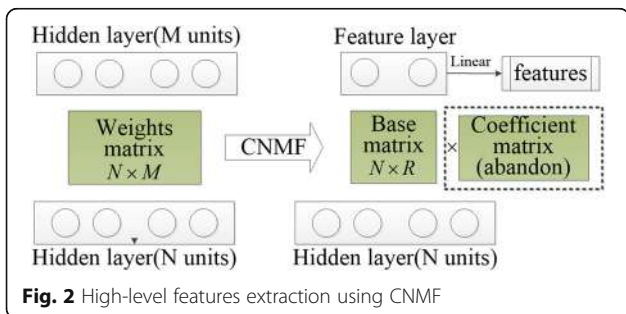 Hidden layer(M units)
Weights
matrix
N × M
Hidden layer(N units)
CNMF
Feature layer
Linear
features
Base
matrix
N × R
×
Coefficient
matrix
(abandon)
Hidden layer(N units)
Fig. 2 High-level features extraction using CNMF